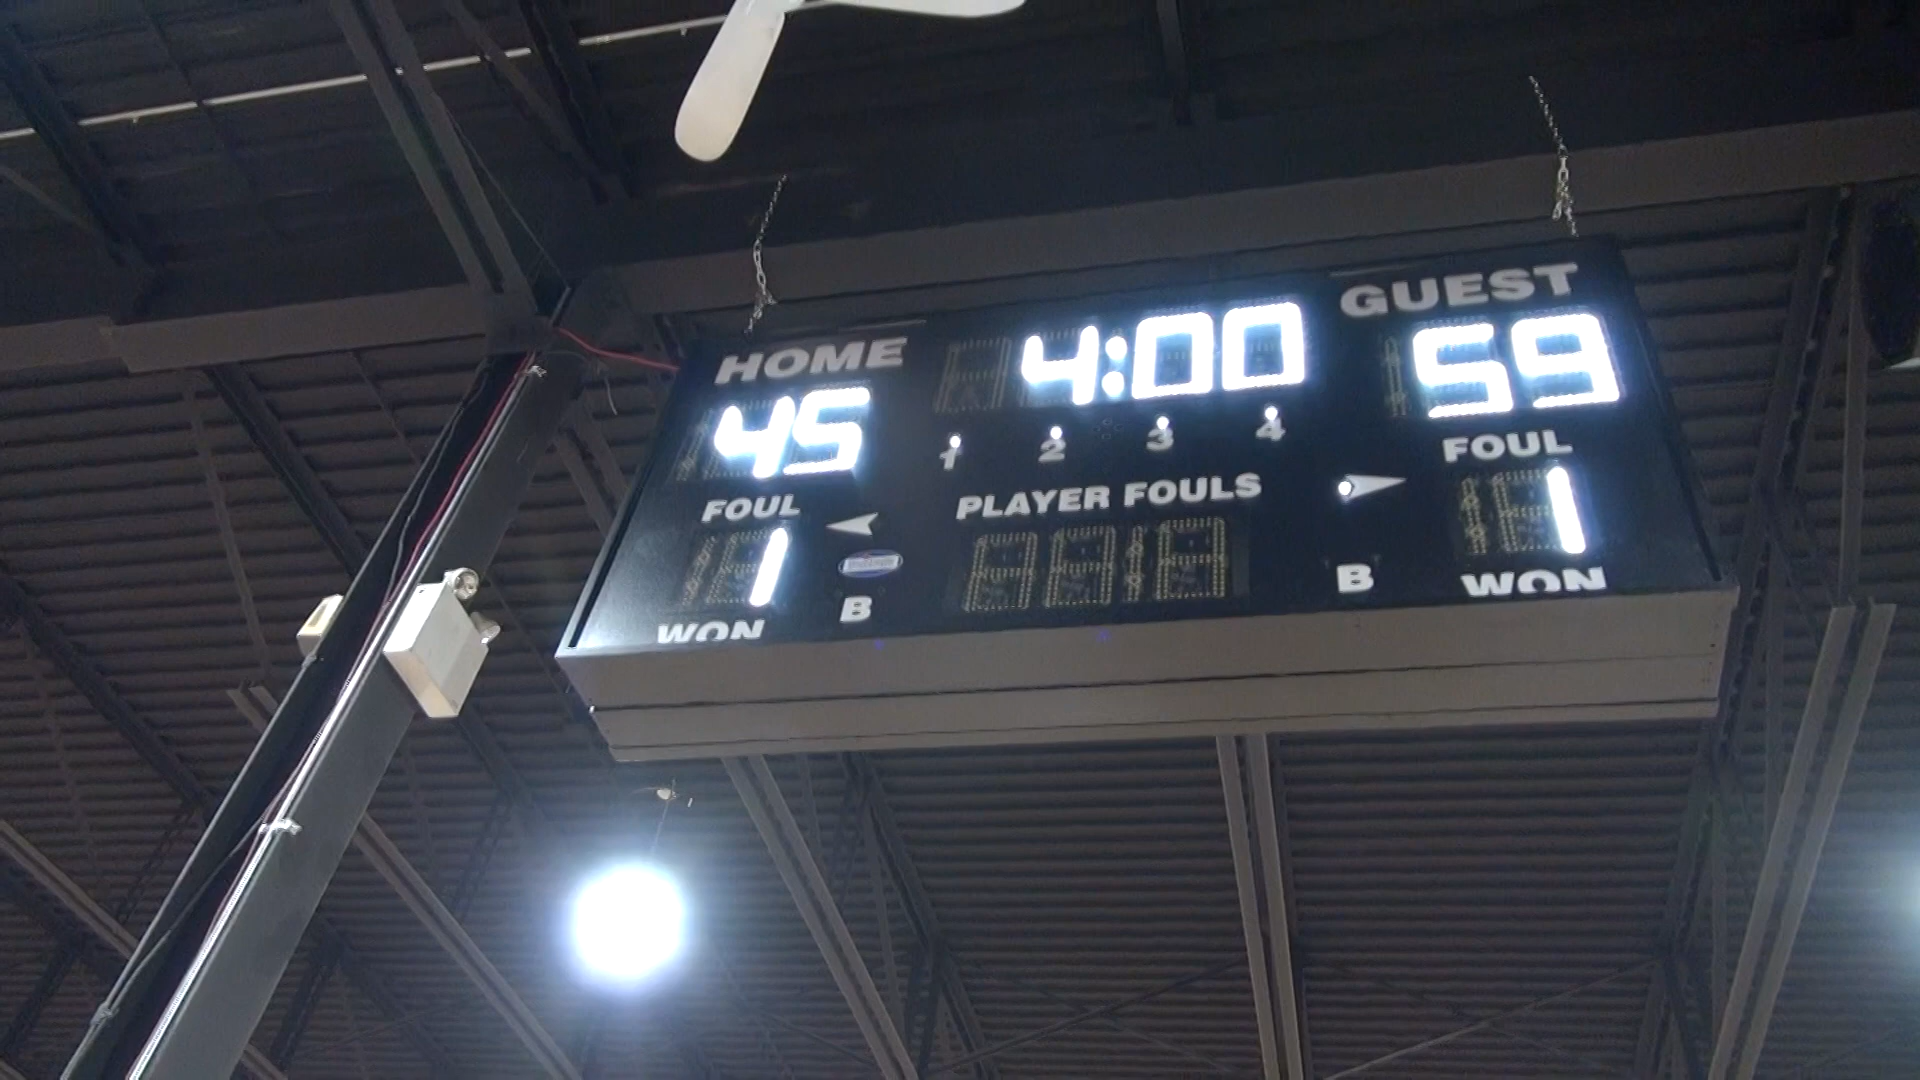 HOME 4:00 GUEST
45 59
1 2 3 4
FOUL PLAYER FOULS FOUL
1 1
B B
WON WON